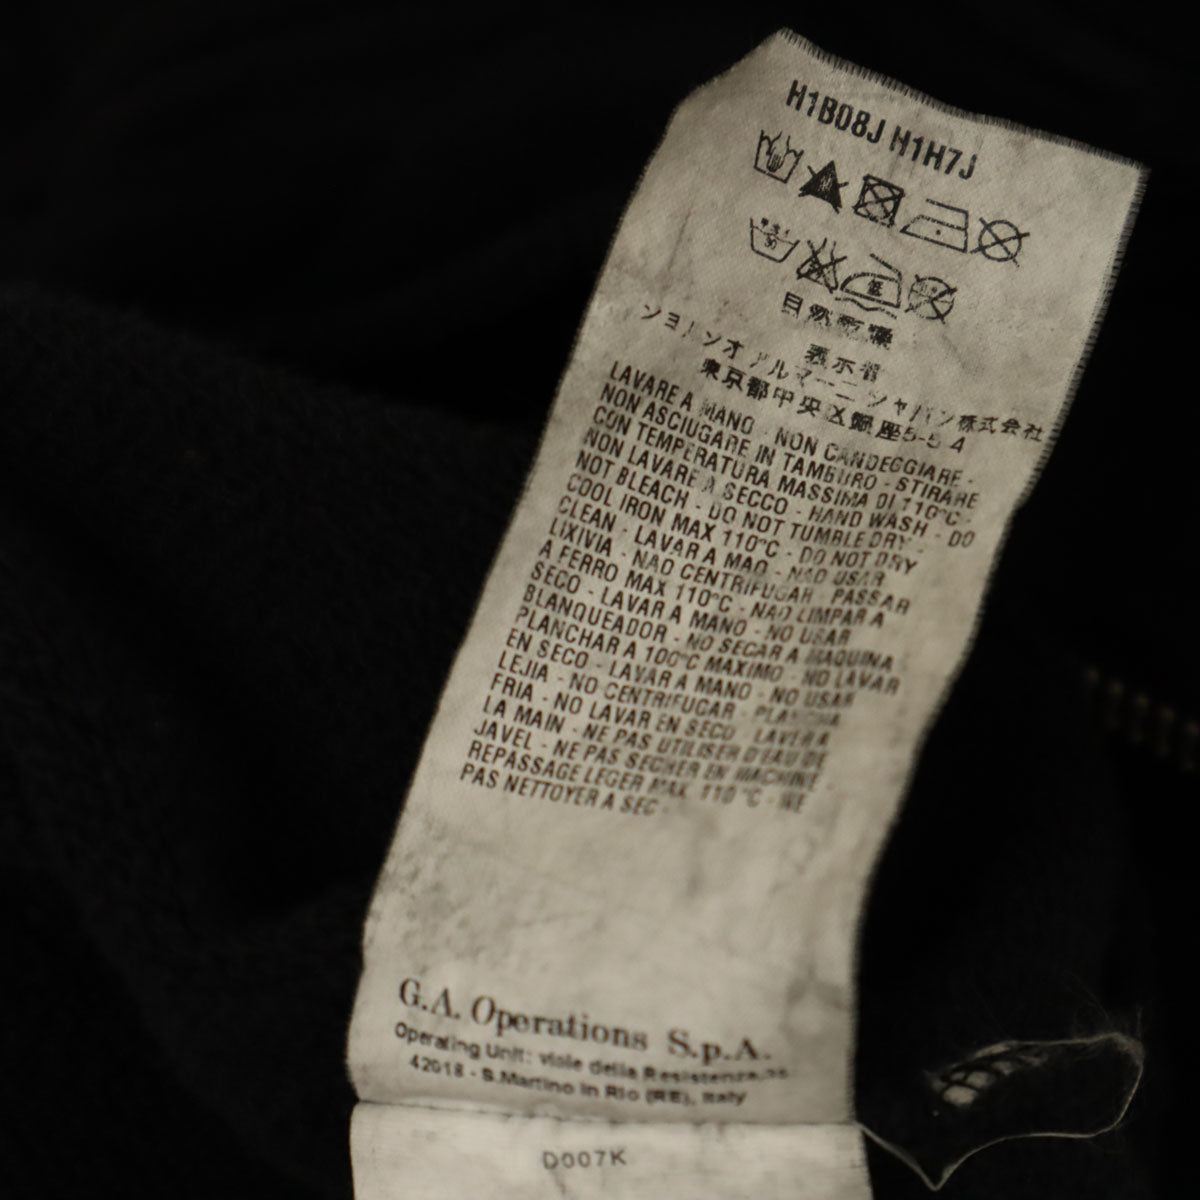 H1B08J H1H7J
自然乾燥
表示者
ジョルジオ アルマーニ ジャパン株式会社
東京都中央区銀座5-5-4
LAVARE A MANO - NON CANDEGGIARE -
NON ASCIUGARE IN TAMBURO - STIRARE
CON TEMPERATURA MASSIMA DI 110°C -
NON LAVARE A SECCO - HAND WASH - DO
NOT BLEACH - DO NOT TUMBLE DRY -
COOL IRON MAX 110°C - DO NOT DRY
CLEAN - LAVAR A MAO - NAO USAR
LIXIVIA - NAO CENTRIFUGAR - PASSAR
A FERRO MAX 110°C - NAO LIMPAR A
SECO - LAVAR A MANO - NO USAR
BLANQUEADOR - NO SECAR A MAQUINA -
PLANCHAR A 100°C MAXIMO - NO LAVAR
EN SECO - LAVAR A MANO - NO USAR
LEJIA - NO CENTRIFUGAR - PLANCHA
FRIA - NO LAVAR EN SECO - LAVER A
LA MAIN - NE PAS UTILISER D'EAU DE
JAVEL - NE PAS SECHER EN MACHINE -
REPASSAGE LEGER MAX. 110°C - NE
PAS NETTOYER A SEC -
G.A. Operations S.p.A.
Operating Unit: viale della Resistenza,
42018 - S.Martino in Rio (RE), Italy
D007K